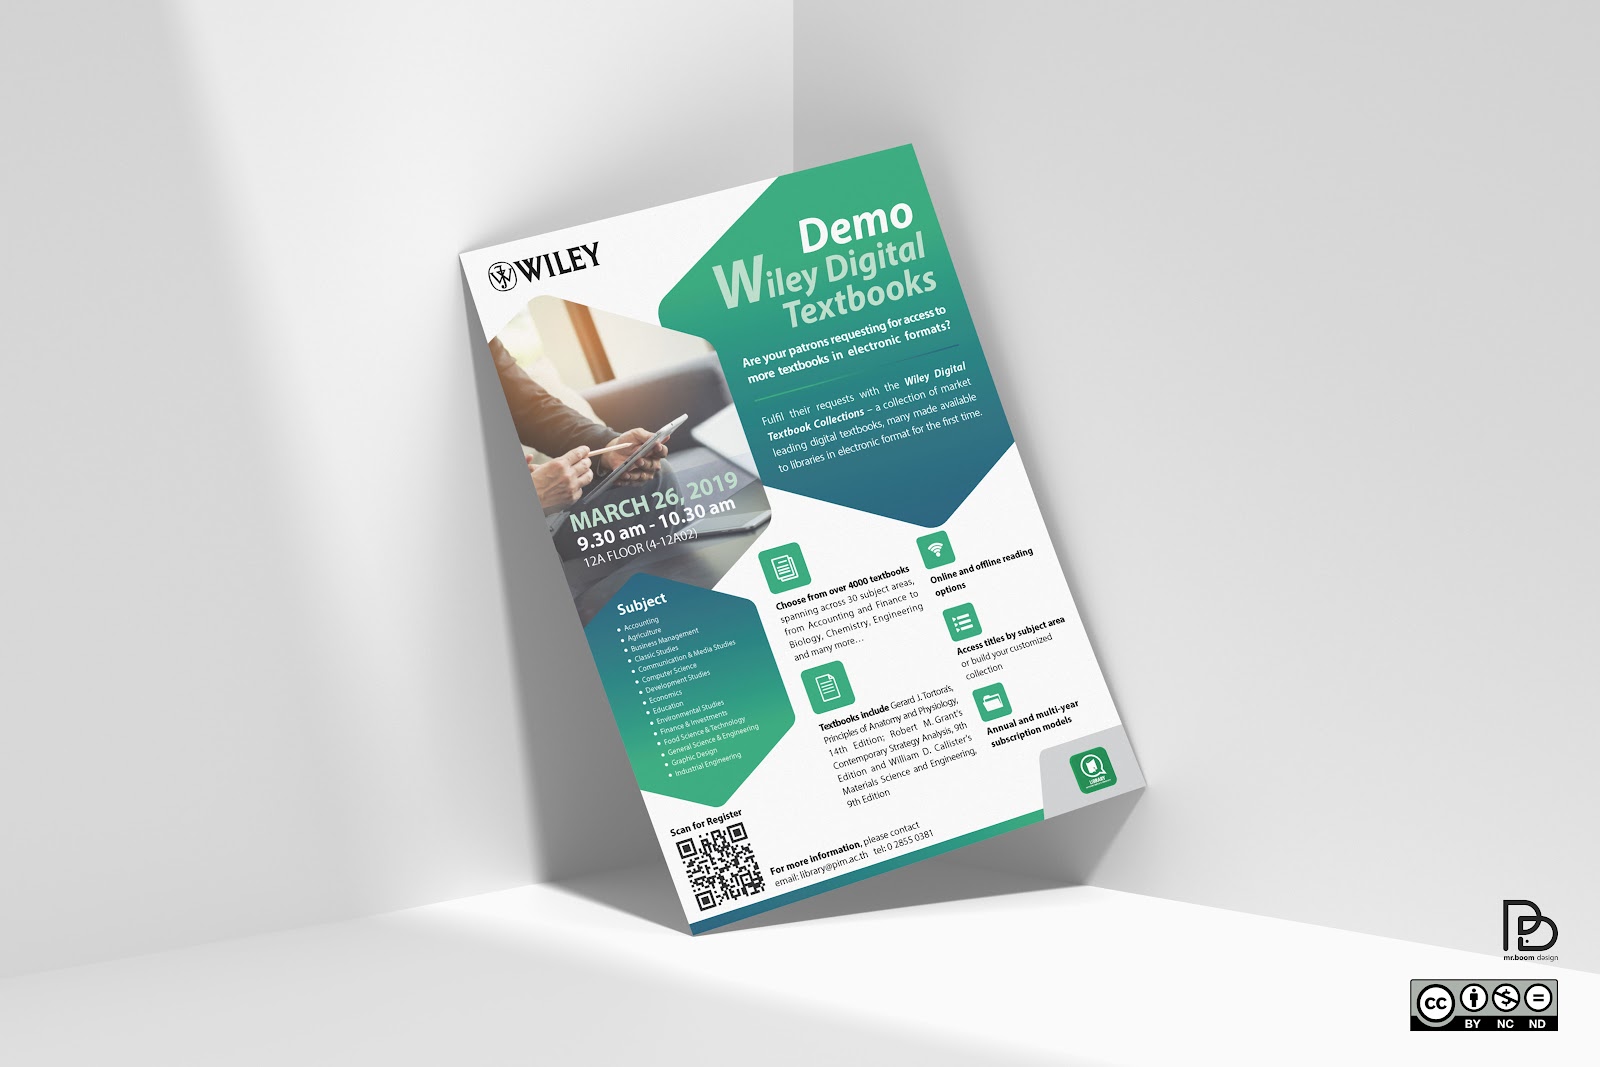 WILEY
Demo
Wiley Digital
Textbooks
Are your patrons requesting for access to
more textbooks in electronic formats?
Fulfil their requests with the Wiley Digital
Textbook Collections – a collection of market
leading digital textbooks, many made available
to libraries in electronic format for the first time.
MARCH 26, 2019
9.30 am - 10.30 am
12A FLOOR (4-12A02)
Subject
• Accounting
• Agriculture
• Business Management
• Classic Studies
• Communication & Media Studies
• Computer Science
• Development Studies
• Economics
• Education
• Environmental Studies
• Finance & Investments
• Food Science & Technology
• General Science & Engineering
• Graphic Design
• Industrial Engineering
Choose from over 4000 textbooks
spanning across 30 subject areas,
from Accounting and Finance to
Biology, Chemistry, Engineering
and many more…
Textbooks include Gerard J. Tortora's,
Principles of Anatomy and Physiology,
14th Edition; Robert M. Grant's
Contemporary Strategy Analysis, 9th
Edition and William D. Callister's
Materials Science and Engineering,
9th Edition
Online and offline reading
options
Access titles by subject area
or build your customized
collection
Annual and multi-year
subscription models
LIBRARY
Scan for Register
For more information, please contact
email: library@pim.ac.th tel: 0 2855 0381
mr.boom design
cc
BY NC ND